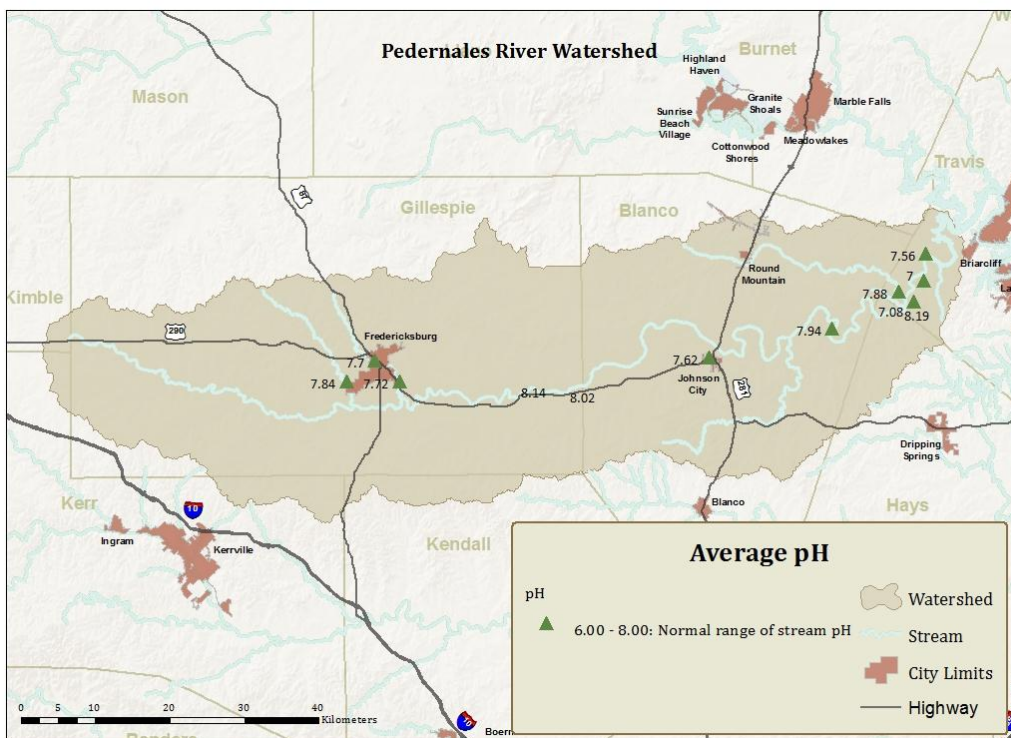 Pedernales River Watershed
Burnet
Highland
Haven
Mason
Granite
Shoals
Marble Falls
Sunrise
Beach
Village
Cottonwood
Shores
Meadowlakes
Travis
87
Gillespie
Blanco
7.56
Briarcliff
Round
Mountain
7
La
Kimble
7.88
7.08
8.19
290
7.94
Fredericksburg
7.7
7.62
7.84
7.72
Johnson
City
281
8.14
8.02
Dripping
Springs
Kerr
10
Blanco
Hays
Ingram
Kerrville
Kendall
Average pH
pH
6.00 - 8.00: Normal range of stream pH
Watershed
Stream
City Limits
Highway
0 5 10 20 30 40
Kilometers
10
Boern